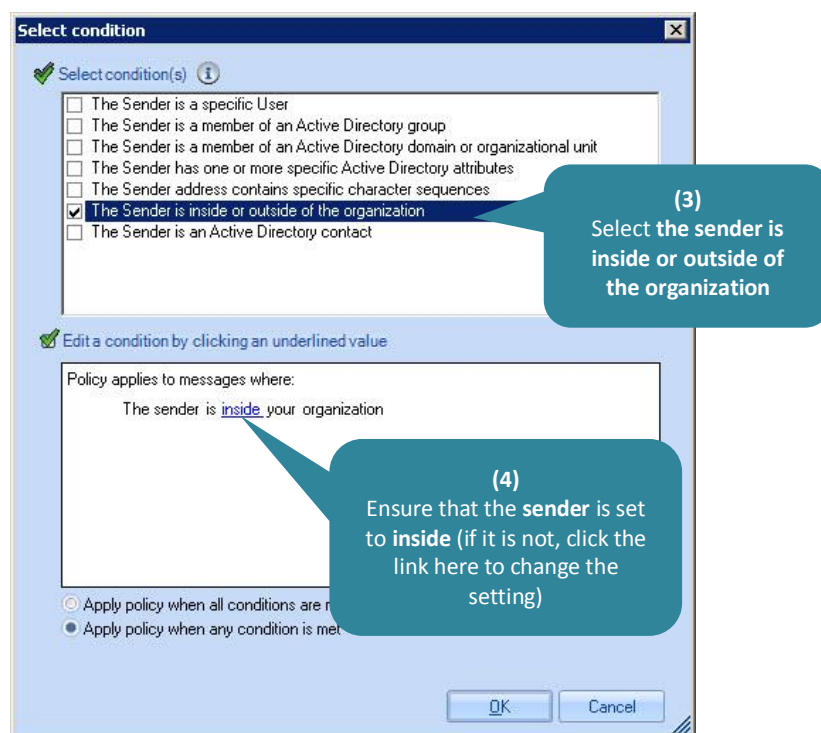 Select condition
Select condition(s)
The Sender is a specific User
The Sender is a member of an Active Directory group
The Sender is a member of an Active Directory domain or organizational unit
The Sender has one or more specific Active Directory attributes
The Sender address contains specific character sequences
The Sender is inside or outside of the organization
The Sender is an Active Directory contact
(3)
Select the sender is
inside or outside of
the organization
Edit a condition by clicking an underlined value
Policy applies to messages where:
The sender is inside your organization
(4)
Ensure that the sender is set
to inside (if it is not, click the
link here to change the
setting)
Apply policy when all conditions are
Apply policy when any condition is met
OK
Cancel